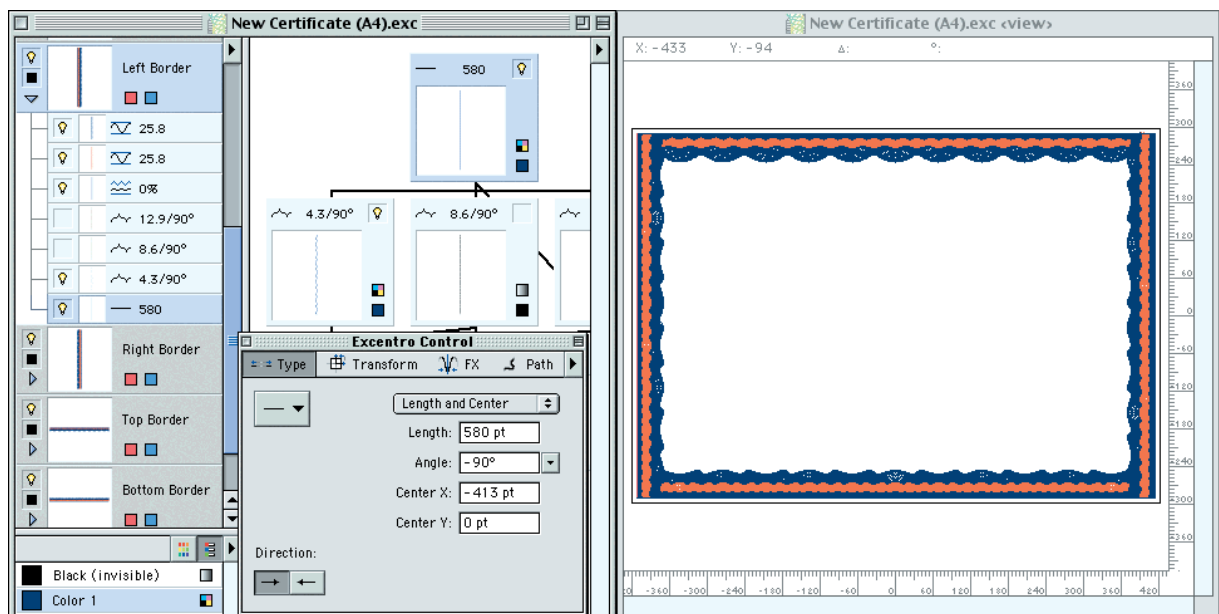 New Certificate (A4).exc
Left Border
25.8
25.8
0%
12.9/90°
8.6/90°
4.3/90°
580
Right Border
Top Border
Bottom Border
Black (invisible)
Color 1
580
4.3/90°
8.6/90°
Excentro Control
Type
Transform
FX
Path
Length and Center
Length: 580 pt
Angle: -90°
Center X: -413 pt
Center Y: 0 pt
Direction:
New Certificate (A4).exc <view>
X: -433 Y: -94 Δ: °:
360
300
240
180
120
60
0
-60
-120
-180
-240
-300
-360
-360 -300 -240 -180 -120 -60 0 60 120 180 240 300 360 420